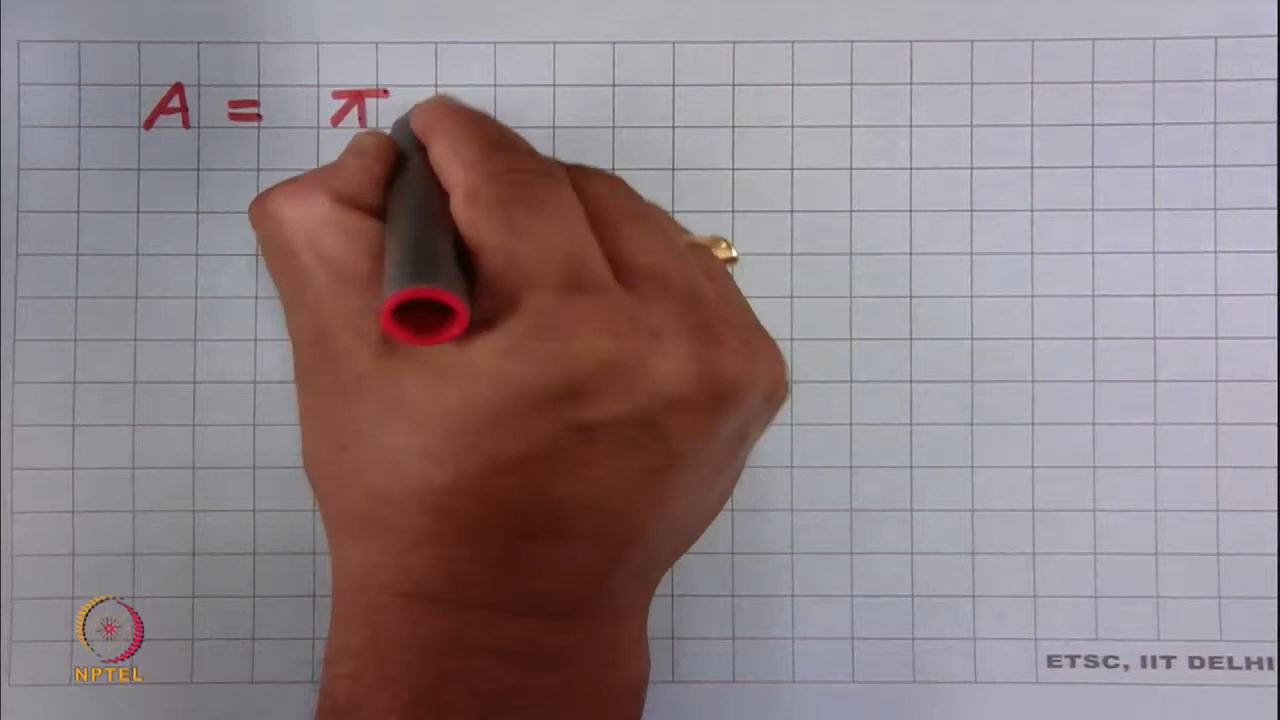 A = π
NPTEL
ETSC, IIT DELHI